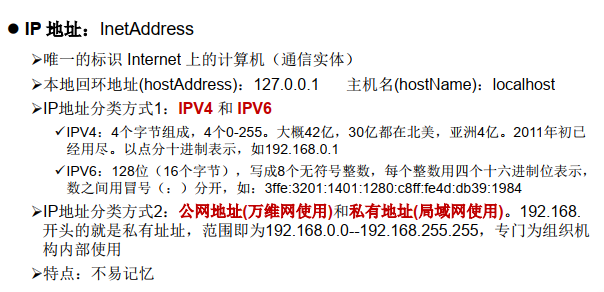 ● IP 地址：InetAddress
➢唯一的标识 Internet 上的计算机（通信实体）
➢本地回环地址(hostAddress)：127.0.0.1 主机名(hostName)：localhost
➢IP地址分类方式1：IPV4 和 IPV6
✓IPV4：4个字节组成，4个0-255。大概42亿，30亿都在北美，亚洲4亿。2011年初已
经用尽。以点分十进制表示，如192.168.0.1
✓IPV6：128位（16个字节），写成8个无符号整数，每个整数用四个十六进制位表示，
数之间用冒号（：）分开，如：3ffe:3201:1401:1280:c8ff:fe4d:db39:1984
➢IP地址分类方式2：公网地址(万维网使用)和私有地址(局域网使用)。192.168.
开头的就是私有址址，范围即为192.168.0.0--192.168.255.255，专门为组织机
构内部使用
➢特点：不易记忆